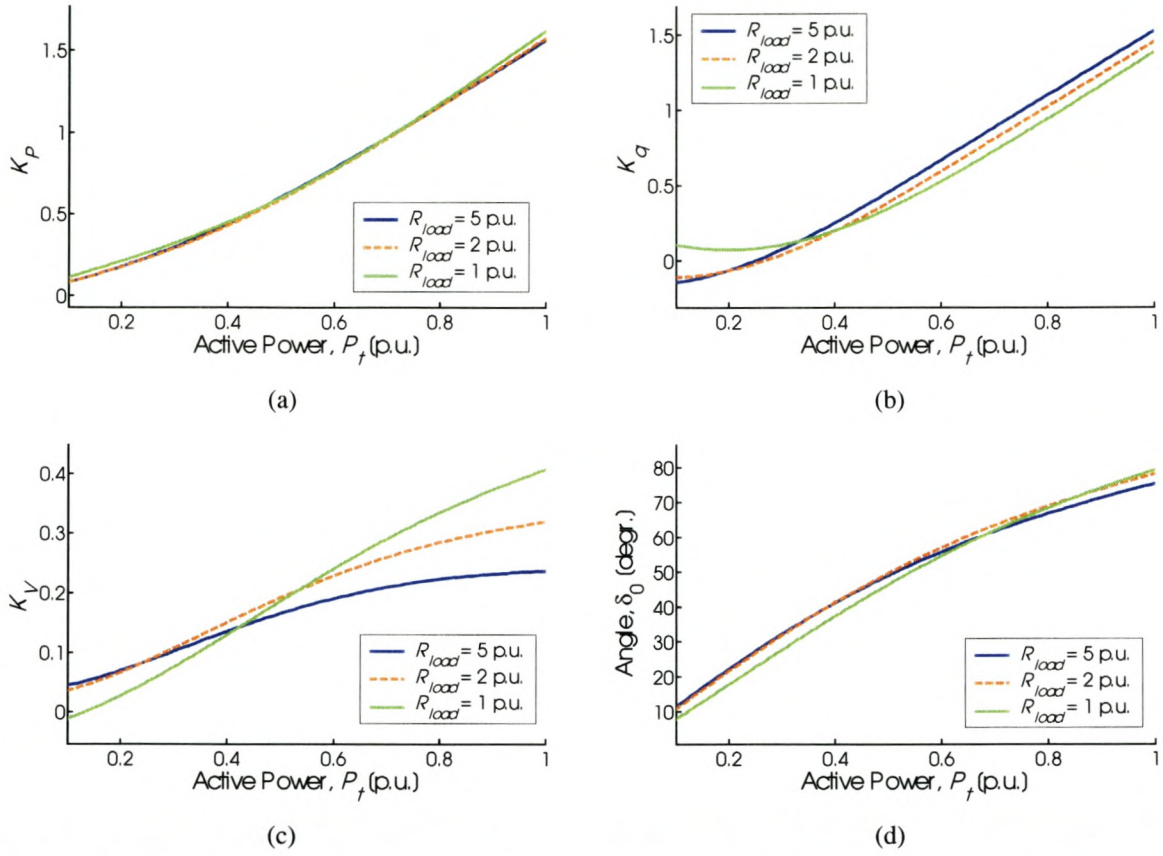 1.5
1
0.5
0
K_P
R_load = 5 p.u.
R_load = 2 p.u.
R_load = 1 p.u.
0.2 0.4 0.6 0.8 1
Active Power, P_t (p.u.)
(a)
1.5
1
0.5
0
K_q
R_load = 5 p.u.
R_load = 2 p.u.
R_load = 1 p.u.
0.2 0.4 0.6 0.8 1
Active Power, P_t (p.u.)
(b)
0.4
0.3
0.2
0.1
0
K_V
R_load = 5 p.u.
R_load = 2 p.u.
R_load = 1 p.u.
0.2 0.4 0.6 0.8 1
Active Power, P_t (p.u.)
(c)
80
70
60
50
40
30
20
10
Angle, δ_0 (degr.)
R_load = 5 p.u.
R_load = 2 p.u.
R_load = 1 p.u.
0.2 0.4 0.6 0.8 1
Active Power, P_t (p.u.)
(d)